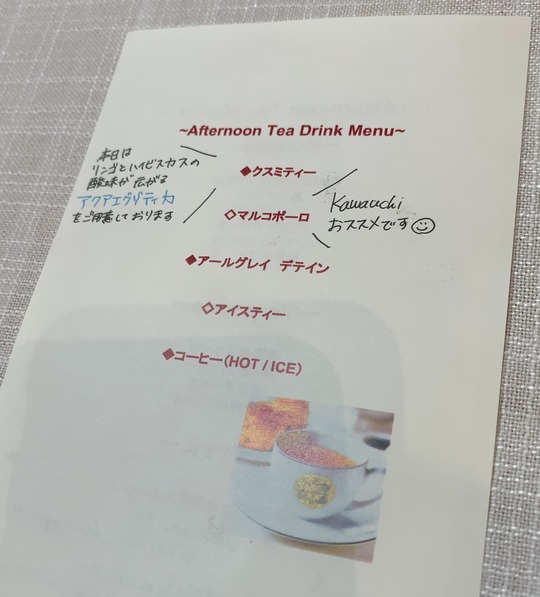 ~Afternoon Tea Drink Menu~
本日は
リンゴとハイビスカスの
酸味が広がる
アクアエグゾティカ
をご用意しております
◆クスミティー
◇マルコポーロ
Kawauchi
おススメです
◆アールグレイ デテイン
◇アイスティー
◆コーヒー(HOT / ICE)